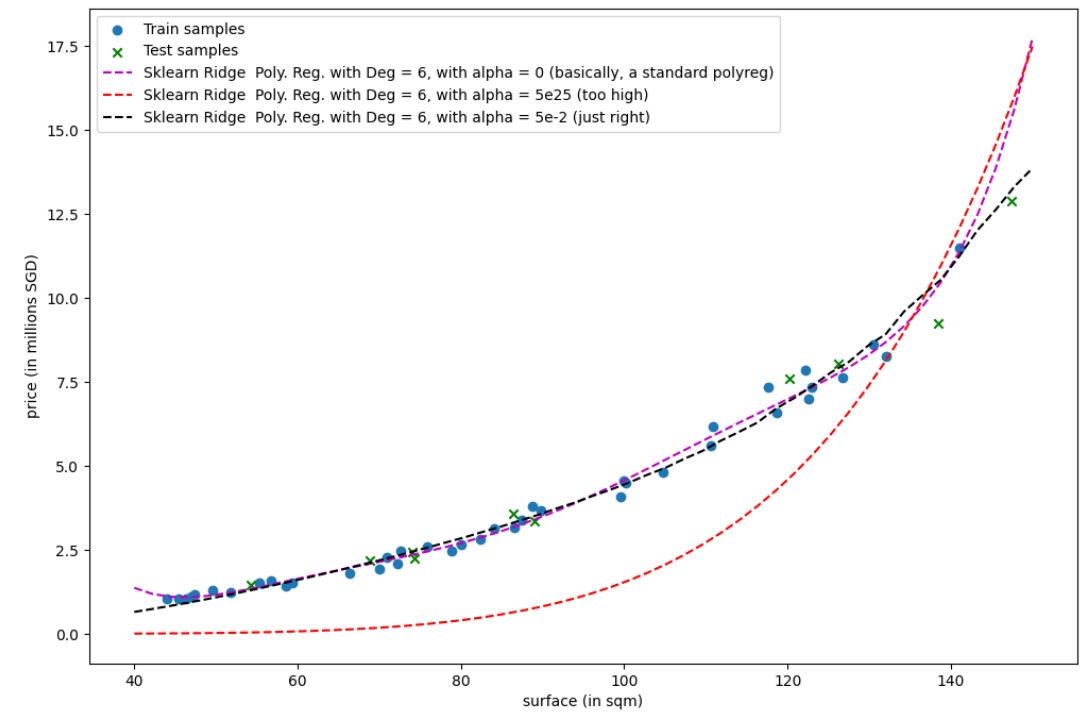 Train samples
Test samples
Sklearn Ridge  Poly. Reg. with Deg = 6, with alpha = 0 (basically, a standard polyreg)
Sklearn Ridge  Poly. Reg. with Deg = 6, with alpha = 5e25 (too high)
Sklearn Ridge  Poly. Reg. with Deg = 6, with alpha = 5e-2 (just right)
17.5
15.0
12.5
10.0
7.5
5.0
2.5
0.0
price (in millions SGD)
40 60 80 100 120 140
surface (in sqm)